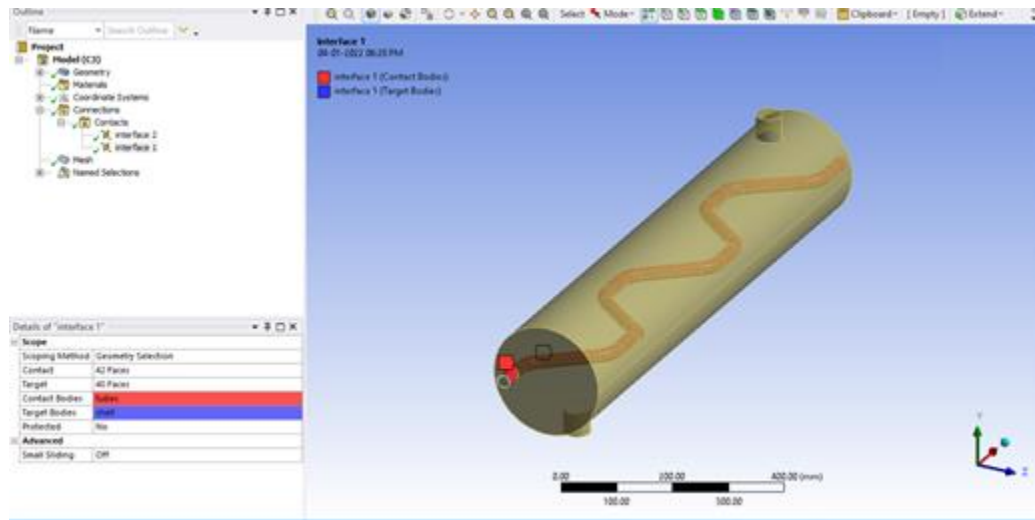 Outline
Name Search Outline
Project
Model (C3)
Geometry
Materials
Coordinate Systems
Connections
Contacts
interface 2
interface 1
Mesh
Named Selections
Select Mode Clipboard [Empty] Extend
Interface 1
interface 1 (Contact Bodies)
interface 1 (Target Bodies)
Details of "interface 1"
Scope
Scoping Method Geometry Selection
Contact 42 Faces
Target 40 Faces
Contact Bodies tubes
Target Bodies shell
Protected No
Advanced
Small Sliding Off
0.00 200.00 400.00 (mm)
100.00 300.00
Y
Z